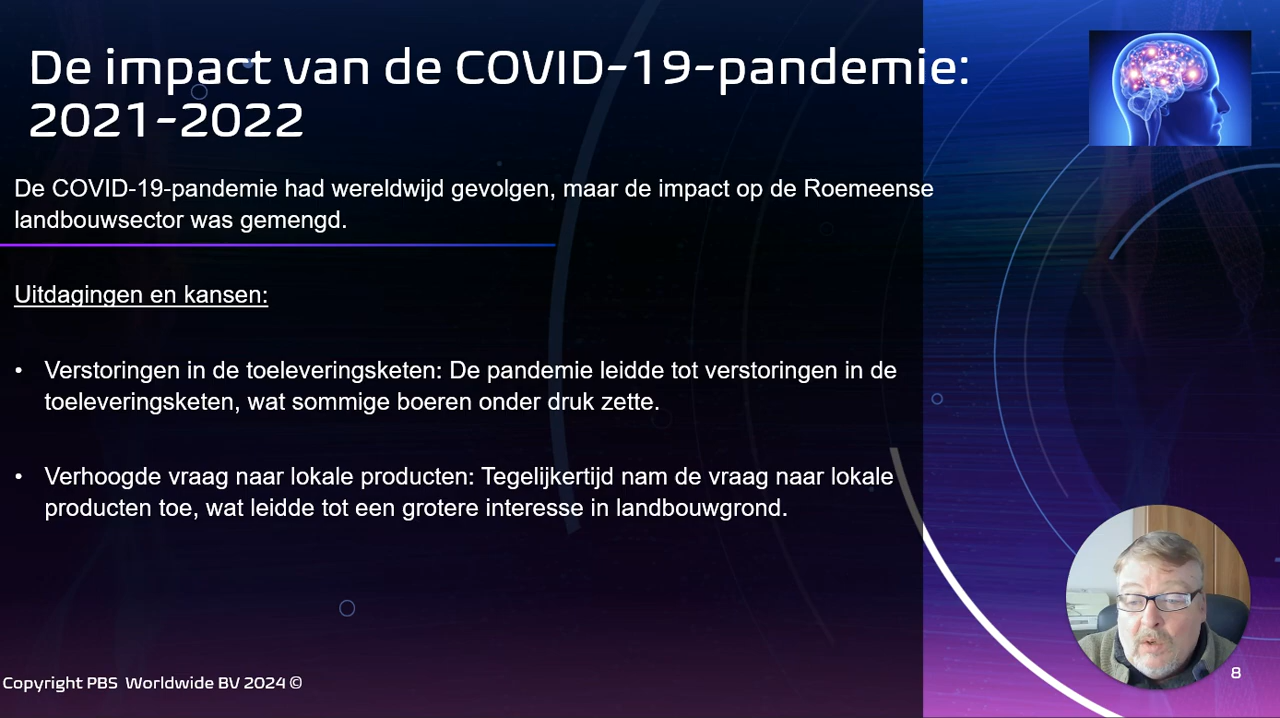 De impact van de COVID-19-pandemie:
2021-2022
De COVID-19-pandemie had wereldwijd gevolgen, maar de impact op de Roemeense
landbouwsector was gemengd.
Uitdagingen en kansen:
• Verstoringen in de toeleveringsketen: De pandemie leidde tot verstoringen in de
toeleveringsketen, wat sommige boeren onder druk zette.
• Verhoogde vraag naar lokale producten: Tegelijkertijd nam de vraag naar lokale
producten toe, wat leidde tot een grotere interesse in landbouwgrond.
Copyright PBS Worldwide BV 2024 ©
8